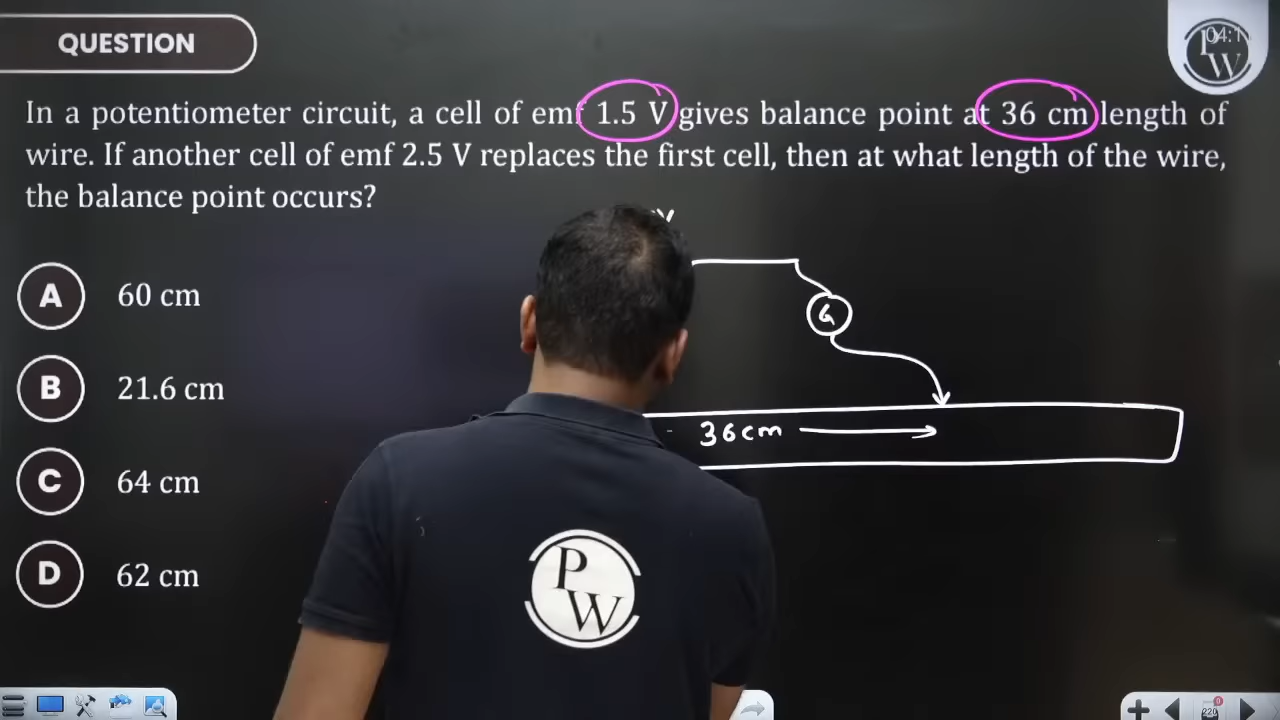 QUESTION
In a potentiometer circuit, a cell of emf 1.5 V gives balance point at 36 cm length of
wire. If another cell of emf 2.5 V replaces the first cell, then at what length of the wire,
the balance point occurs?
A 60 cm
B 21.6 cm
C 64 cm
D 62 cm
G
36cm
P
W
PW
220